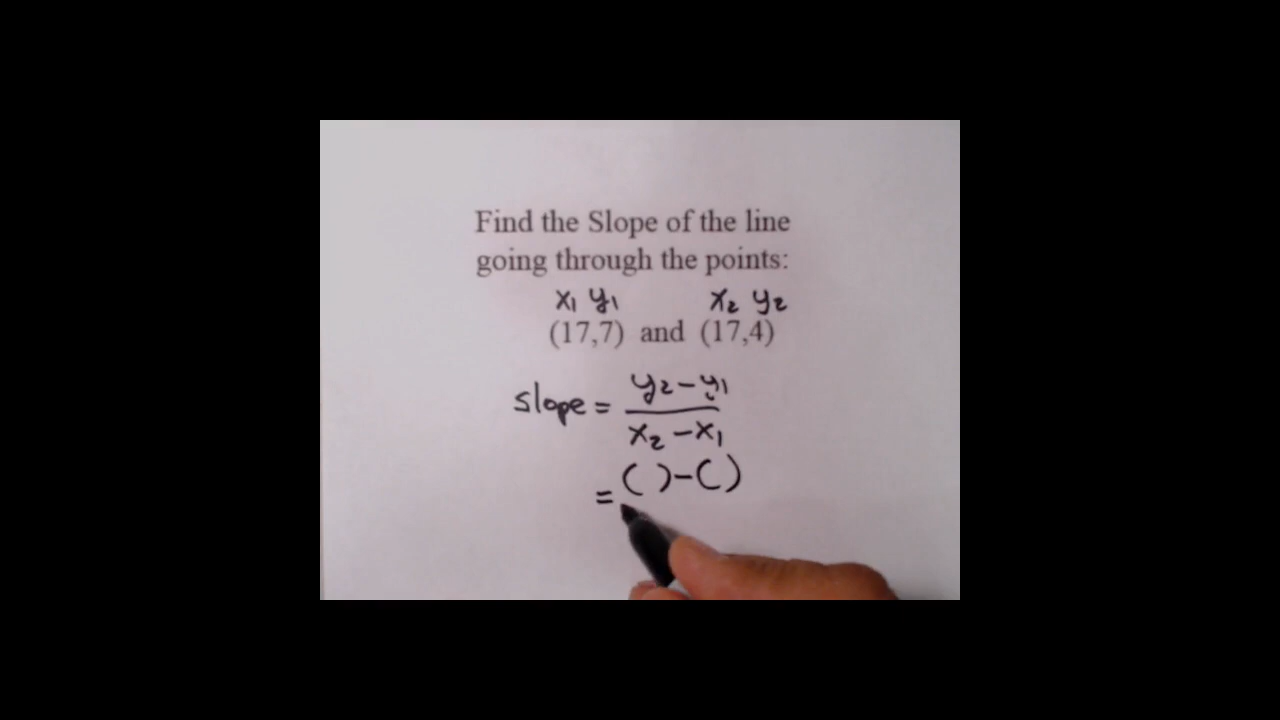 Find the Slope of the line
going through the points:
x₁ y₁ x₂ y₂
(17,7) and (17,4)
slope = y₂-y₁
x₂-x₁
= ( )-( )